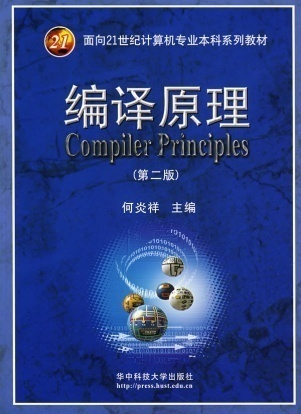 21 面向21世纪计算机专业本科系列教材
编译原理
Compiler Principles
(第二版)
何炎祥 主编
华中科技大学出版社
http://press.hust.edu.cn